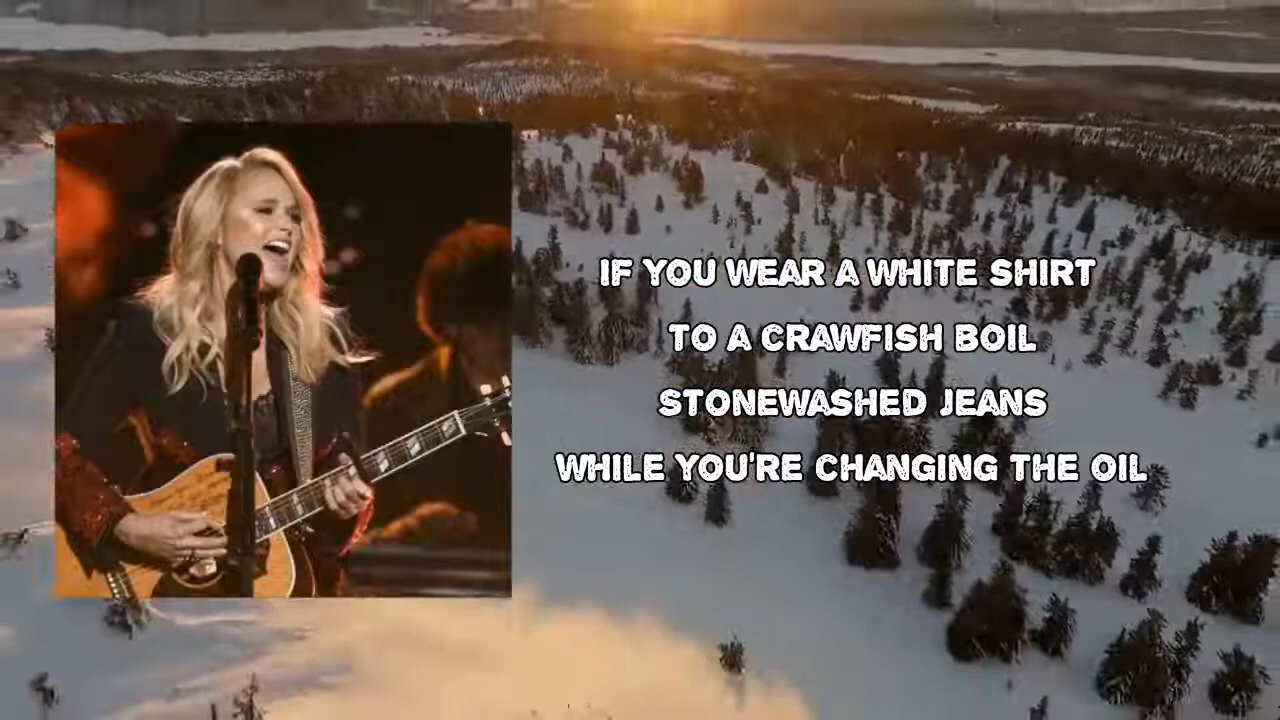 IF YOU WEAR A WHITE SHIRT
TO A CRAWFISH BOIL
STONEWASHED JEANS
WHILE YOU'RE CHANGING THE OIL